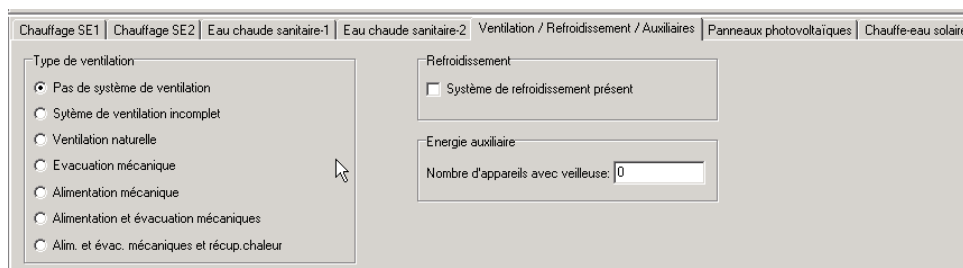 Chauffage SE1 Chauffage SE2 Eau chaude sanitaire-1 Eau chaude sanitaire-2 Ventilation / Refroidissement / Auxiliaires Panneaux photovoltaïques Chauffe-eau solaire
Type de ventilation
Pas de système de ventilation
Sytème de ventilation incomplet
Ventilation naturelle
Evacuation mécanique
Alimentation mécanique
Alimentation et évacuation mécaniques
Alim. et évac. mécaniques et récup.chaleur
Refroidissement
Système de refroidissement présent
Energie auxiliaire
Nombre d'appareils avec veilleuse: 0